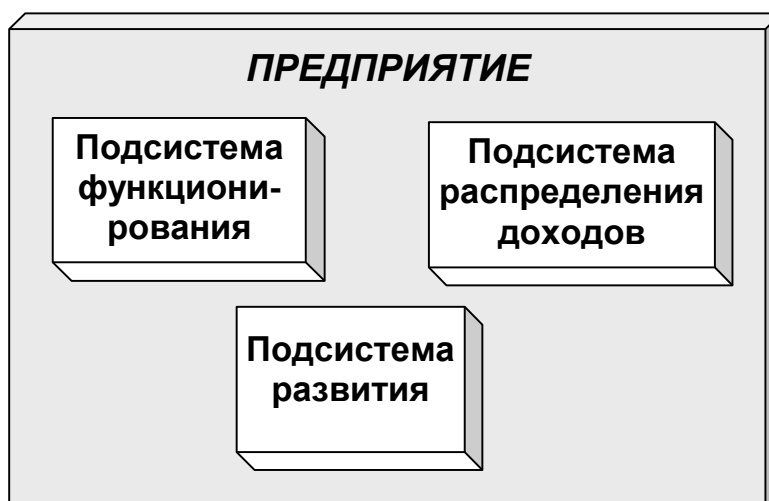 ПРЕДПРИЯТИЕ
Подсистема
функциони-
рования
Подсистема
распределения
доходов
Подсистема
развития